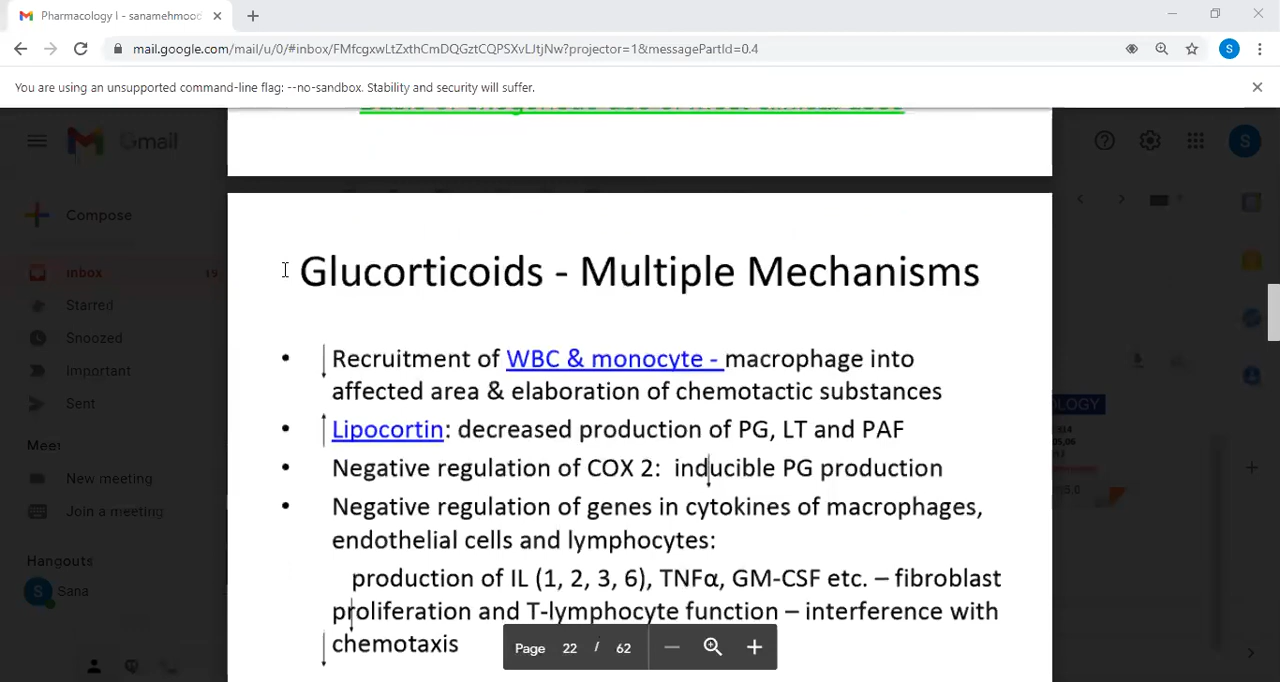 Pharmacology I - sanamehmood
mail.google.com/mail/u/0/#inbox/FMfcgxwLtZxthCmDQGztCQPSXvLJtjNw?projector=1&messagePartId=0.4
S
You are using an unsupported command-line flag: --no-sandbox. Stability and security will suffer.
Gmail
S
Compose
Inbox 19
Starred
Snoozed
Important
Sent
Meet
New meeting
Join a meeting
Hangouts
S Sana
Glucorticoids - Multiple Mechanisms
• Recruitment of WBC & monocyte - macrophage into
affected area & elaboration of chemotactic substances
• Lipocortin: decreased production of PG, LT and PAF
• Negative regulation of COX 2: inducible PG production
• Negative regulation of genes in cytokines of macrophages,
endothelial cells and lymphocytes:
production of IL (1, 2, 3, 6), TNFα, GM-CSF etc. – fibroblast
proliferation and T-lymphocyte function – interference with
chemotaxis
Page 22 / 62